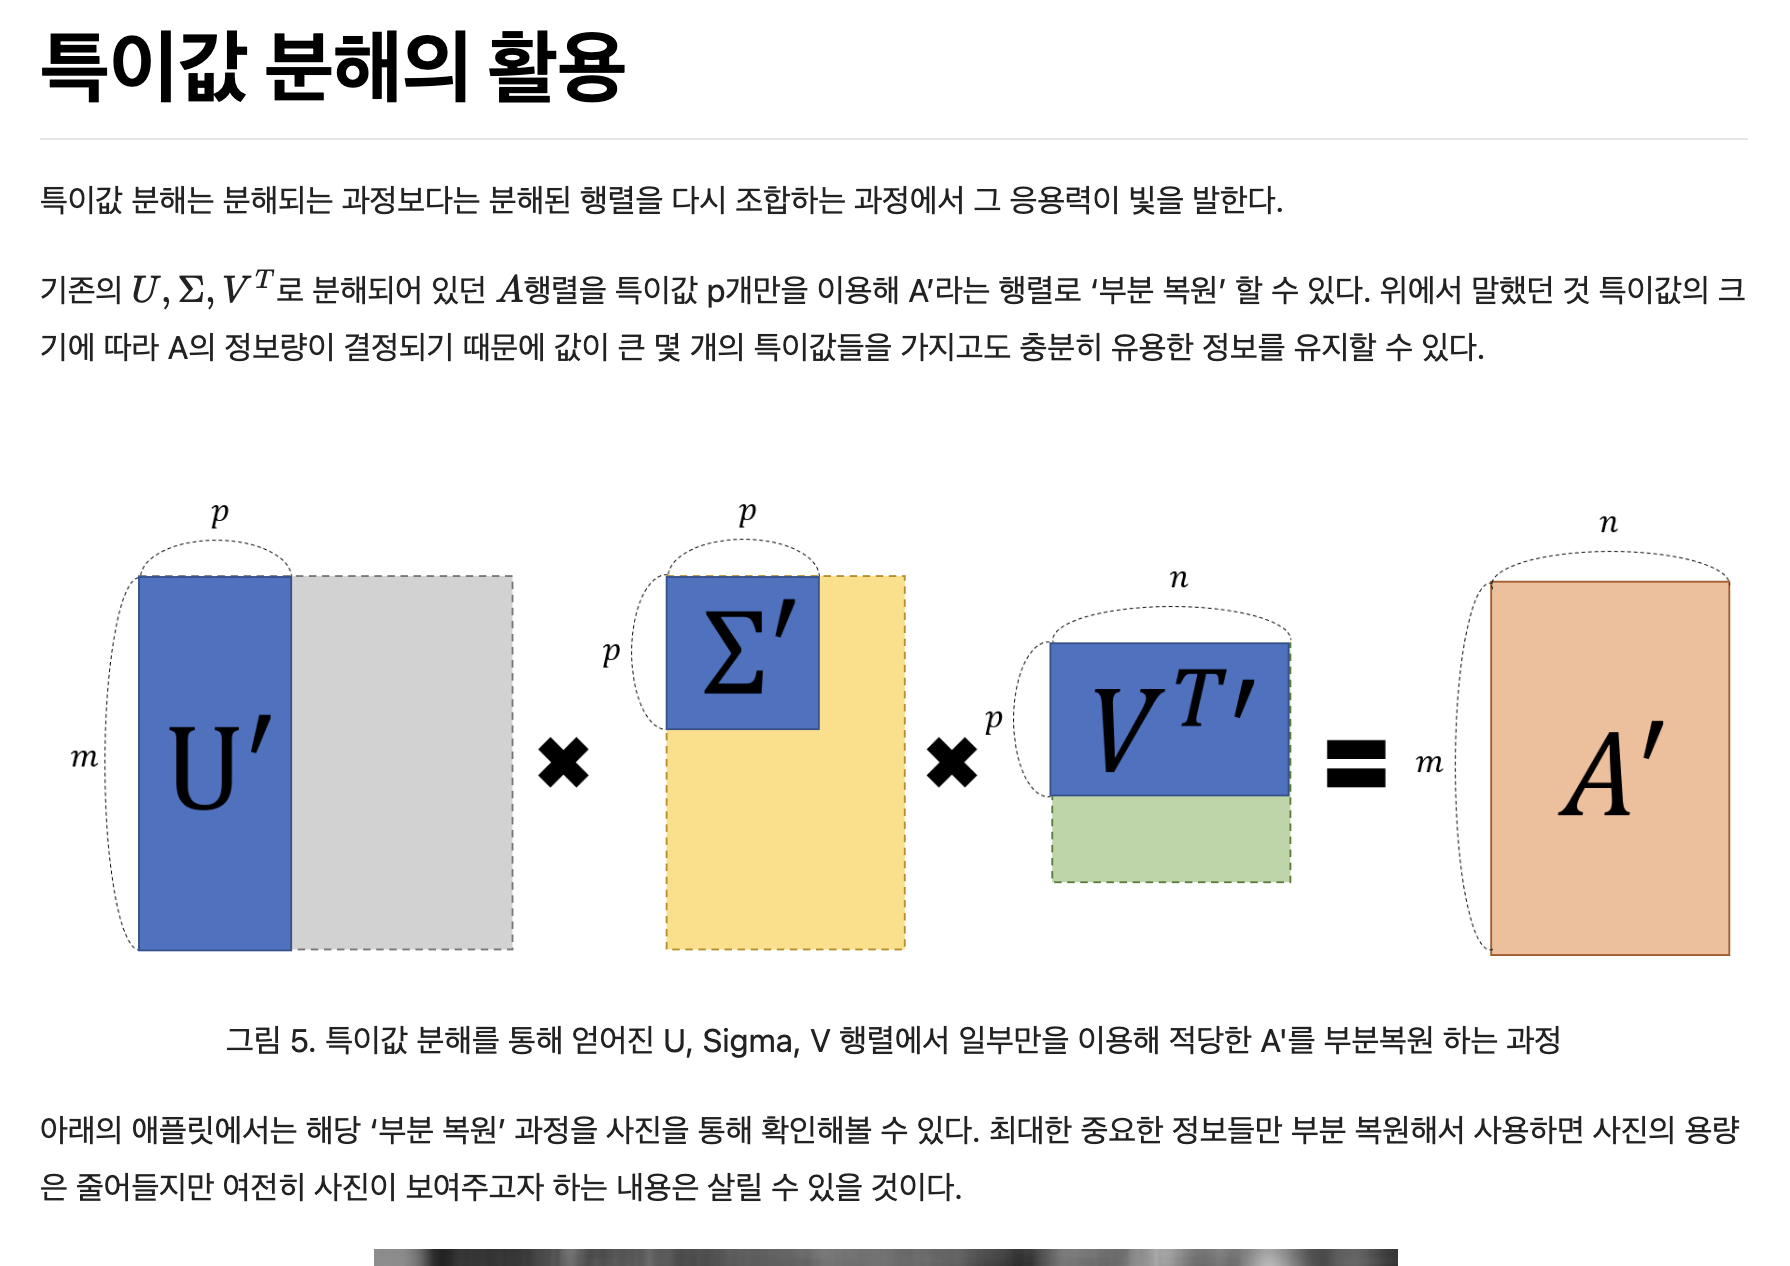 특이값 분해의 활용
특이값 분해는 분해되는 과정보다는 분해된 행렬을 다시 조합하는 과정에서 그 응용력이 빛을 발한다.
기존의 U, Σ, V^T로 분해되어 있던 A행렬을 특이값 p개만을 이용해 A’라는 행렬로 ‘부분 복원’ 할 수 있다. 위에서 말했던 것 특이값의 크
기에 따라 A의 정보량이 결정되기 때문에 값이 큰 몇 개의 특이값들을 가지고도 충분히 유용한 정보를 유지할 수 있다.
p
p
n
n
m
U′
✖
p
Σ′
✖
p
V^T′
=
m
A′
그림 5. 특이값 분해를 통해 얻어진 U, Sigma, V 행렬에서 일부만을 이용해 적당한 A'를 부분복원 하는 과정
아래의 애플릿에서는 해당 ‘부분 복원’ 과정을 사진을 통해 확인해볼 수 있다. 최대한 중요한 정보들만 부분 복원해서 사용하면 사진의 용량
은 줄어들지만 여전히 사진이 보여주고자 하는 내용은 살릴 수 있을 것이다.